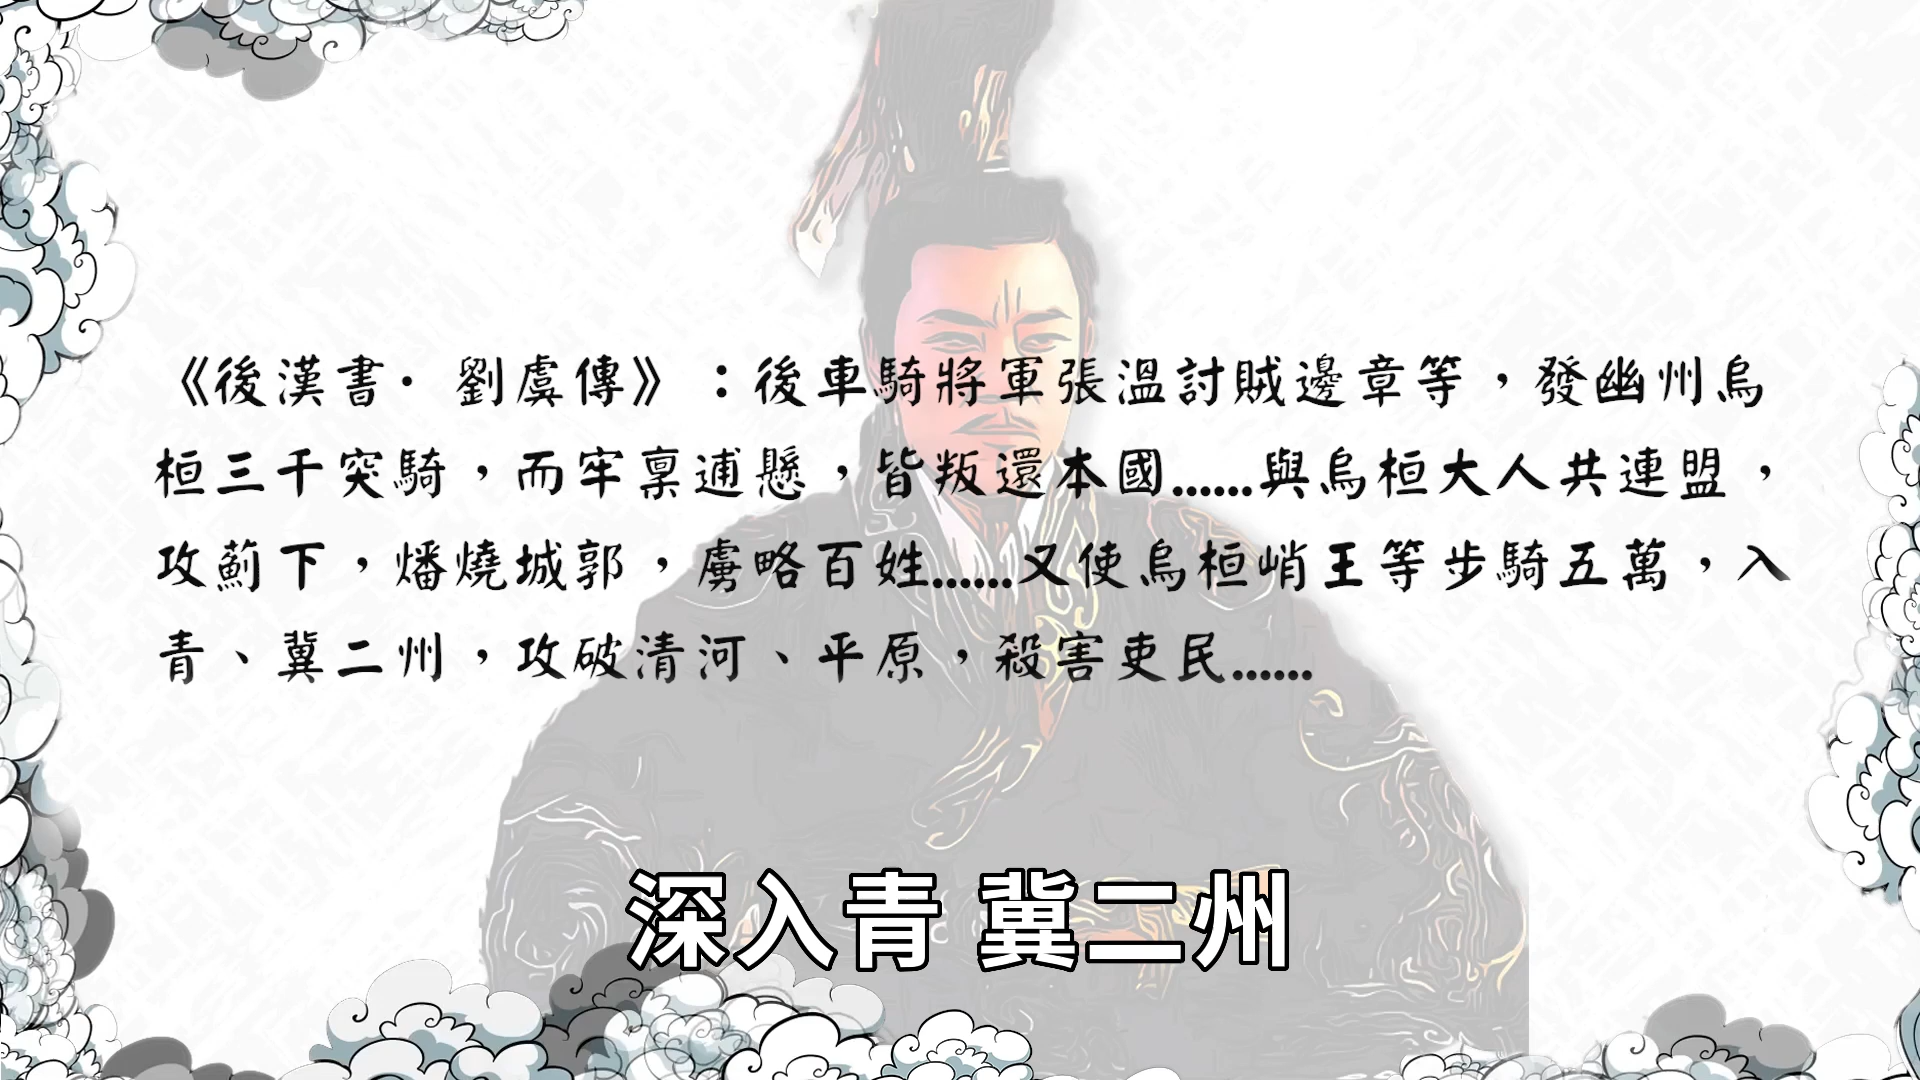 《後漢書·劉虞傳》：後車騎將軍張溫討賊邊章等，發幽州烏
桓三千突騎，而牢稟逋懸，皆叛還本國……與烏桓大人共連盟，
攻薊下，燔燒城郭，虜略百姓……又使烏桓峭王等步騎五萬，入
青、冀二州，攻破清河、平原，殺害吏民……
深入青 冀二州